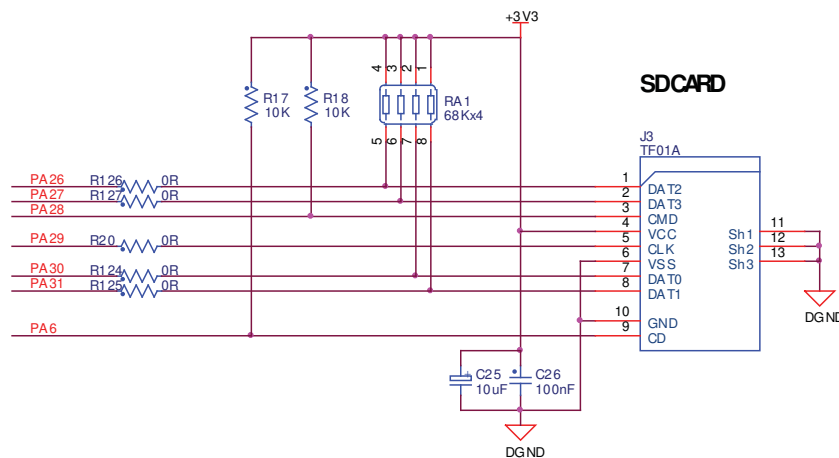 +3V3
SDCARD
4 3 2 1
R17
10K
R18
10K
RA1
68Kx4
5 6 7 8
J3
TF01A
PA26 R126 0R 1 DAT2
PA27 R127 0R 2 DAT3
PA28 3 CMD
4 VCC
PA29 R20 0R 5 CLK
6 VSS
PA30 R124 0R 7 DAT0
PA31 R125 0R 8 DAT1
10 GND
PA6 9 CD
Sh1 11
Sh2 12
Sh3 13
DGND
+ C25
10uF
C26
100nF
DGND